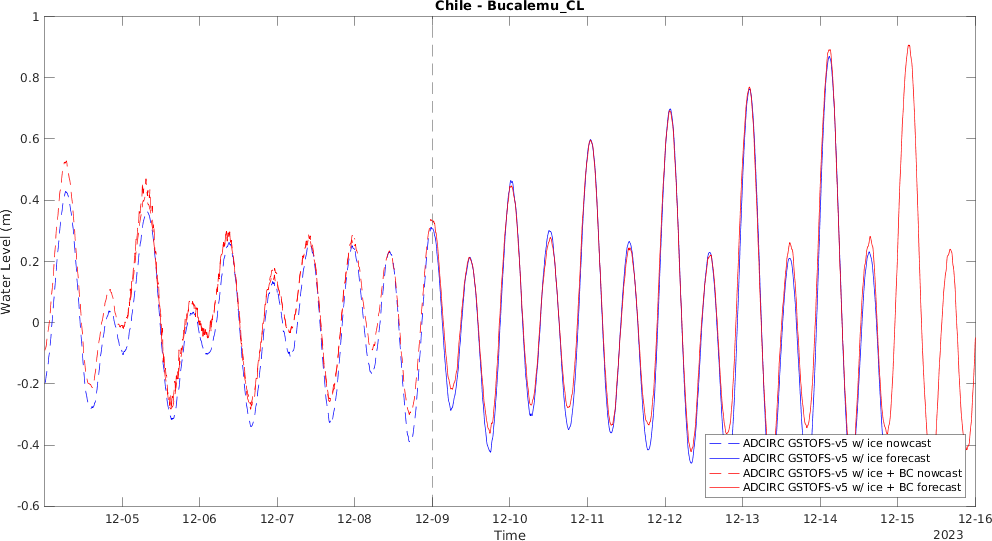 Chile - Bucalemu_CL
Water Level (m)
1
0.8
0.6
0.4
0.2
0
-0.2
-0.4
-0.6
ADCIRC GSTOFS-v5 w/ ice nowcast
ADCIRC GSTOFS-v5 w/ ice forecast
ADCIRC GSTOFS-v5 w/ ice + BC nowcast
ADCIRC GSTOFS-v5 w/ ice + BC forecast
12-05 12-06 12-07 12-08 12-09 12-10 12-11 12-12 12-13 12-14 12-15 12-16
Time
2023